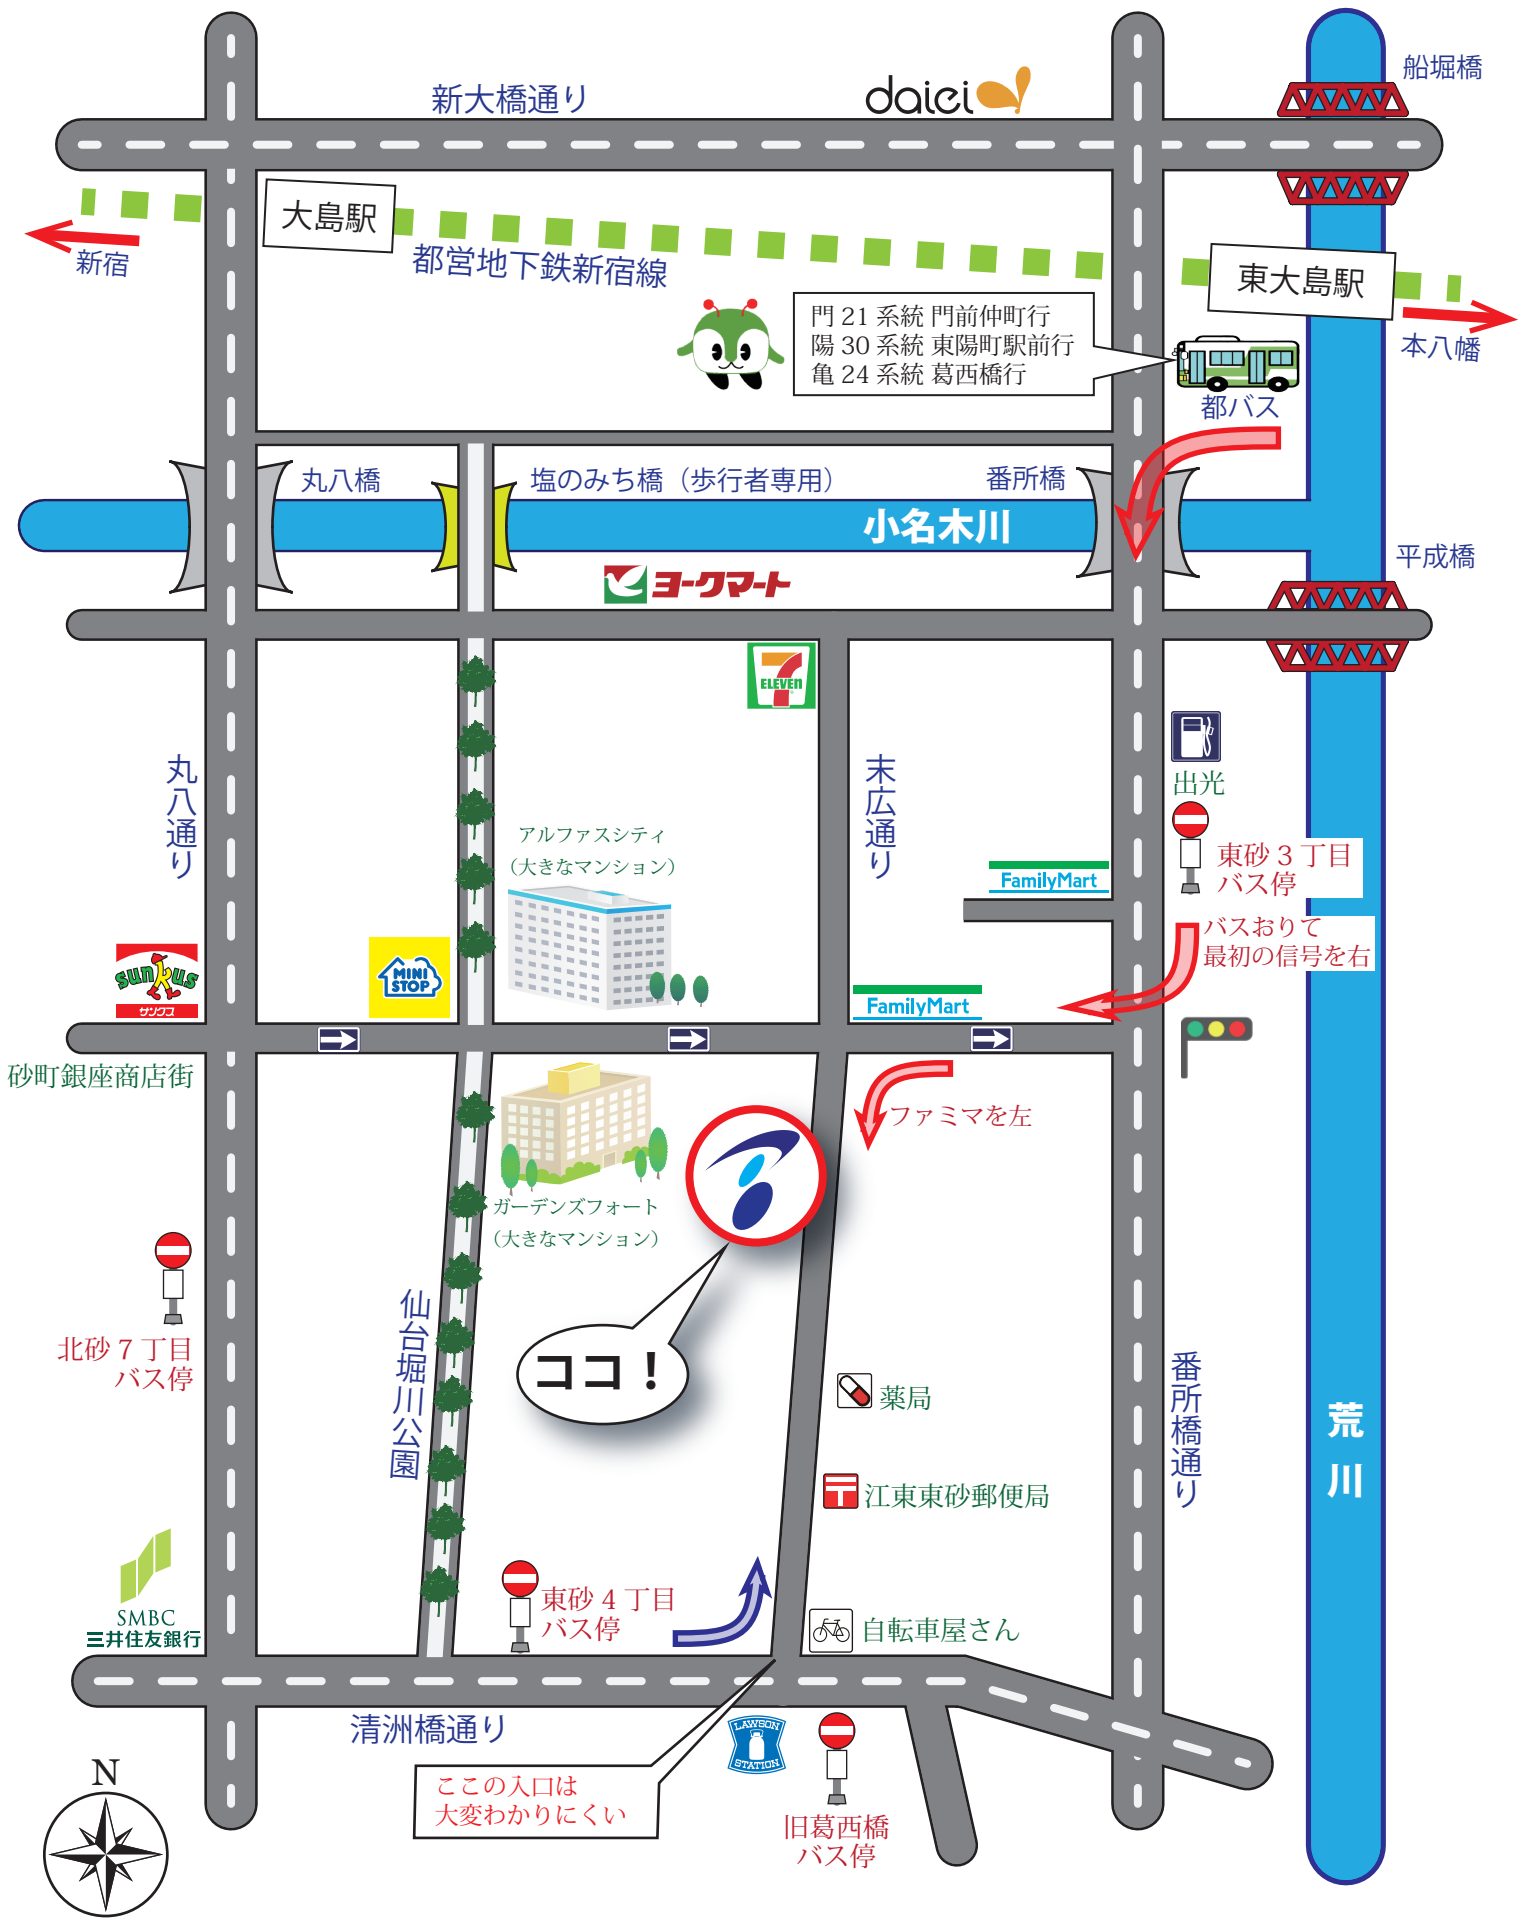 船堀橋
新大橋通り
daiei
大島駅
新宿
都営地下鉄新宿線
東大島駅
本八幡
門 21 系統 門前仲町行
陽 30 系統 東陽町駅前行
亀 24 系統 葛西橋行
都バス
丸八橋
塩のみち橋（歩行者専用）
番所橋
小名木川
平成橋
ヨークマート
7
ELEVEn
丸八通り
末広通り
出光
東砂 3 丁目
バス停
アルファスシティ
（大きなマンション）
FamilyMart
バスおりて
最初の信号を右
sunkus
サンクス
MINI
STOP
FamilyMart
砂町銀座商店街
ファミマを左
ガーデンズフォート
（大きなマンション）
北砂 7 丁目
バス停
仙台堀川公園
ココ！
薬局
番所橋通り
荒川
江東東砂郵便局
SMBC
三井住友銀行
東砂 4 丁目
バス停
自転車屋さん
清洲橋通り
LAWSON
STATION
ここの入口は
大変わかりにくい
旧葛西橋
バス停
N